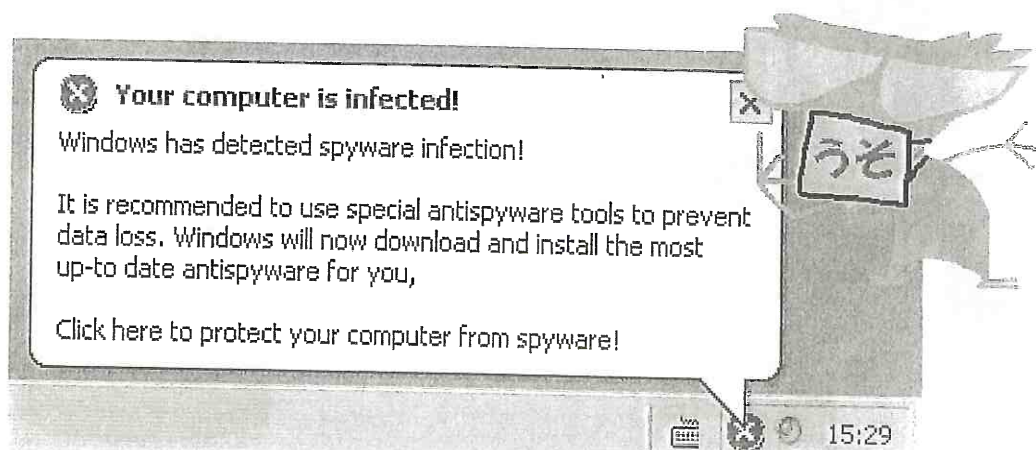 Your computer is infected!
Windows has detected spyware infection!
It is recommended to use special antispyware tools to prevent
data loss. Windows will now download and install the most
up-to date antispyware for you,
Click here to protect your computer from spyware!
うそ
15:29